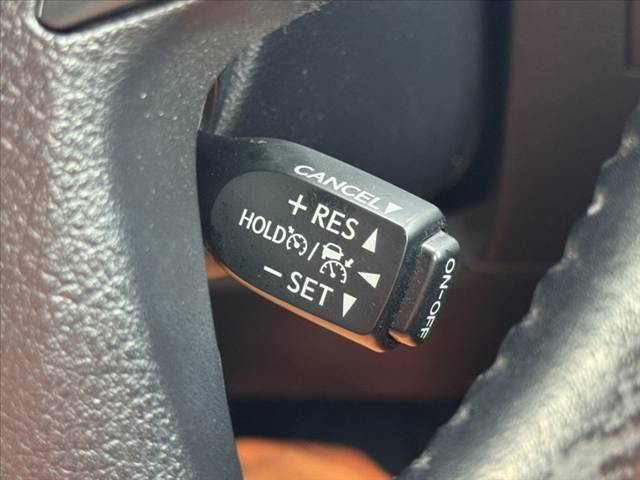 CANCEL▼
+ RES ▲
HOLD / ◀
− SET ▼
ON-OFF